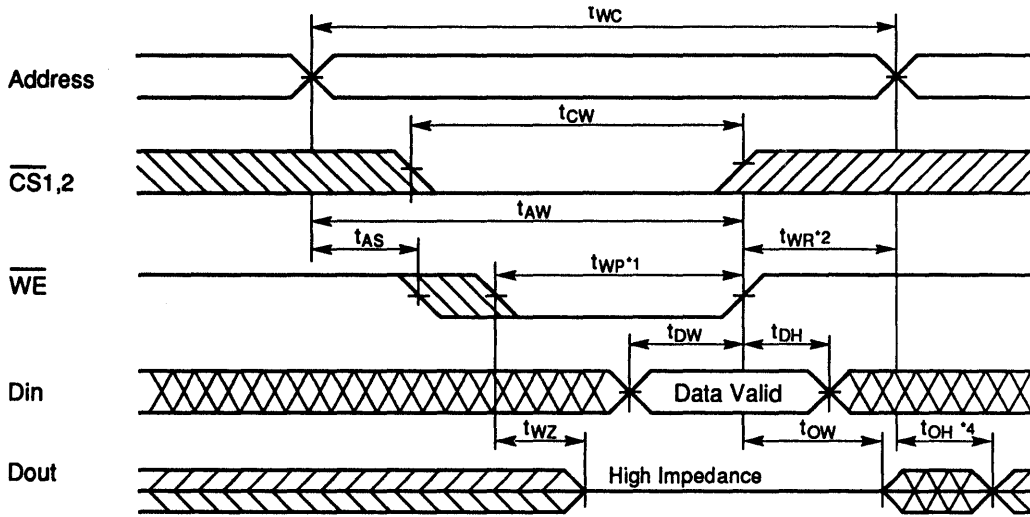 tWC
Address
tCW
CS1,2
tAW
tAS
tWR*2
WE
tWP*1
tDW
tDH
Din
Data Valid
tWZ
tOW
tOH *4
Dout
High Impedance